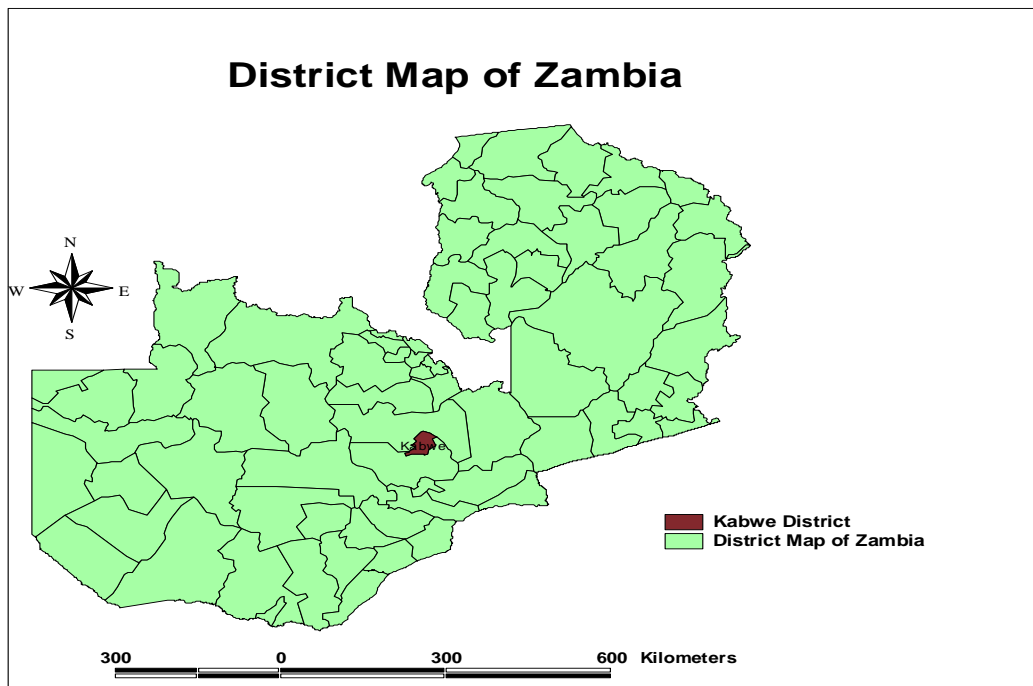 District Map of Zambia
N
W E
S
Kabwe
Kabwe District
District Map of Zambia
300 0 300 600 Kilometers